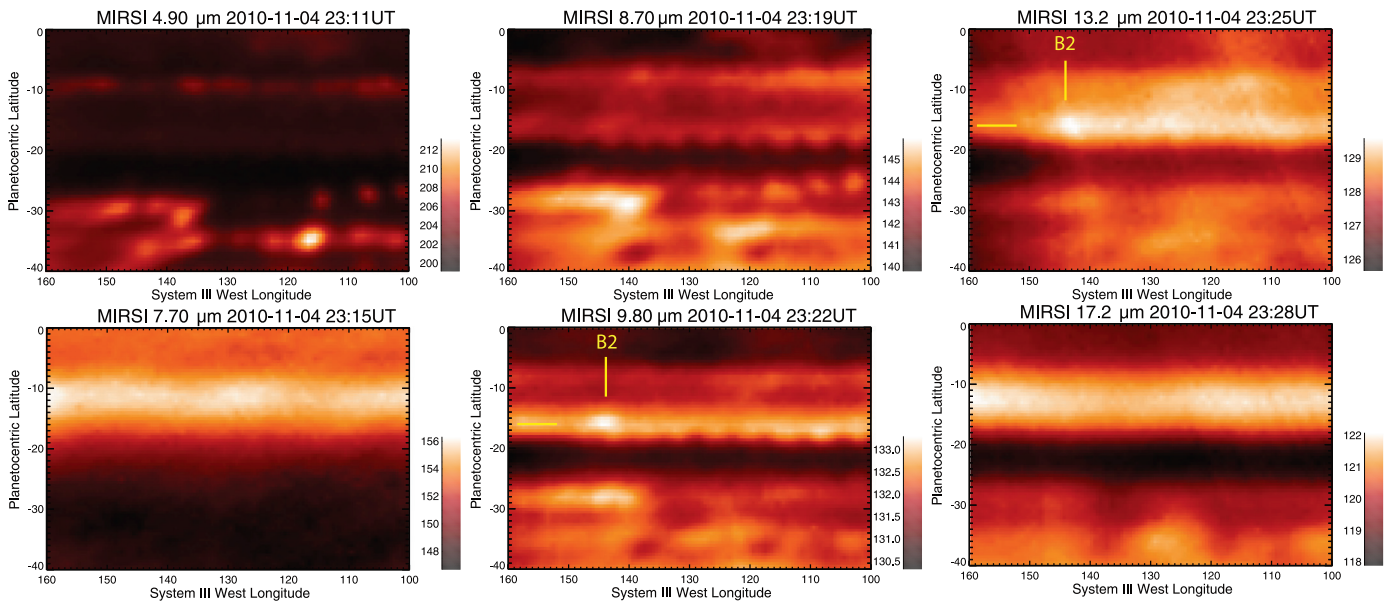 MIRSI 4.90 µm 2010-11-04 23:11UT
Planetocentric Latitude
0
-10
-20
-30
-40
160 150 140 130 120 110 100
System III West Longitude
212
210
208
206
204
202
200
MIRSI 8.70 µm 2010-11-04 23:19UT
Planetocentric Latitude
0
-10
-20
-30
-40
160 150 140 130 120 110 100
System III West Longitude
145
144
143
142
141
140
MIRSI 13.2 µm 2010-11-04 23:25UT
B2
Planetocentric Latitude
0
-10
-20
-30
-40
160 150 140 130 120 110 100
System III West Longitude
129
128
127
126
MIRSI 7.70 µm 2010-11-04 23:15UT
Planetocentric Latitude
0
-10
-20
-30
-40
160 150 140 130 120 110 100
System III West Longitude
156
154
152
150
148
MIRSI 9.80 µm 2010-11-04 23:22UT
B2
Planetocentric Latitude
0
-10
-20
-30
-40
160 150 140 130 120 110 100
System III West Longitude
133.0
132.0
131.0
130.5
MIRSI 17.2 µm 2010-11-04 23:28UT
Planetocentric Latitude
0
-10
-20
-30
-40
160 150 140 130 120 110 100
System III West Longitude
122
121
120
119
118